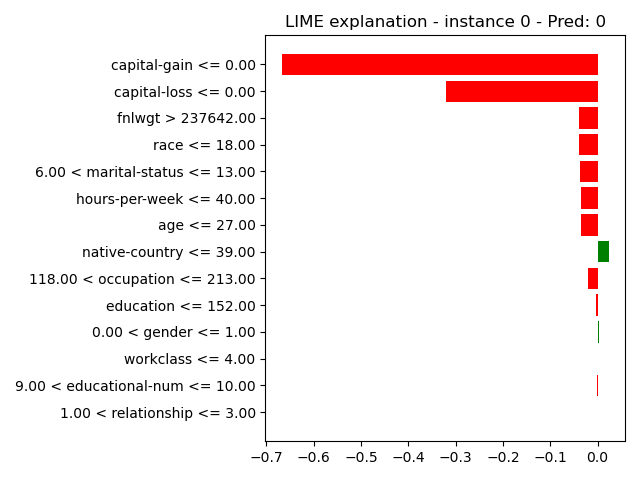 LIME explanation - instance 0 - Pred: 0
capital-gain <= 0.00
capital-loss <= 0.00
fnlwgt > 237642.00
race <= 18.00
6.00 < marital-status <= 13.00
hours-per-week <= 40.00
age <= 27.00
native-country <= 39.00
118.00 < occupation <= 213.00
education <= 152.00
0.00 < gender <= 1.00
workclass <= 4.00
9.00 < educational-num <= 10.00
1.00 < relationship <= 3.00
−0.7 −0.6 −0.5 −0.4 −0.3 −0.2 −0.1 0.0